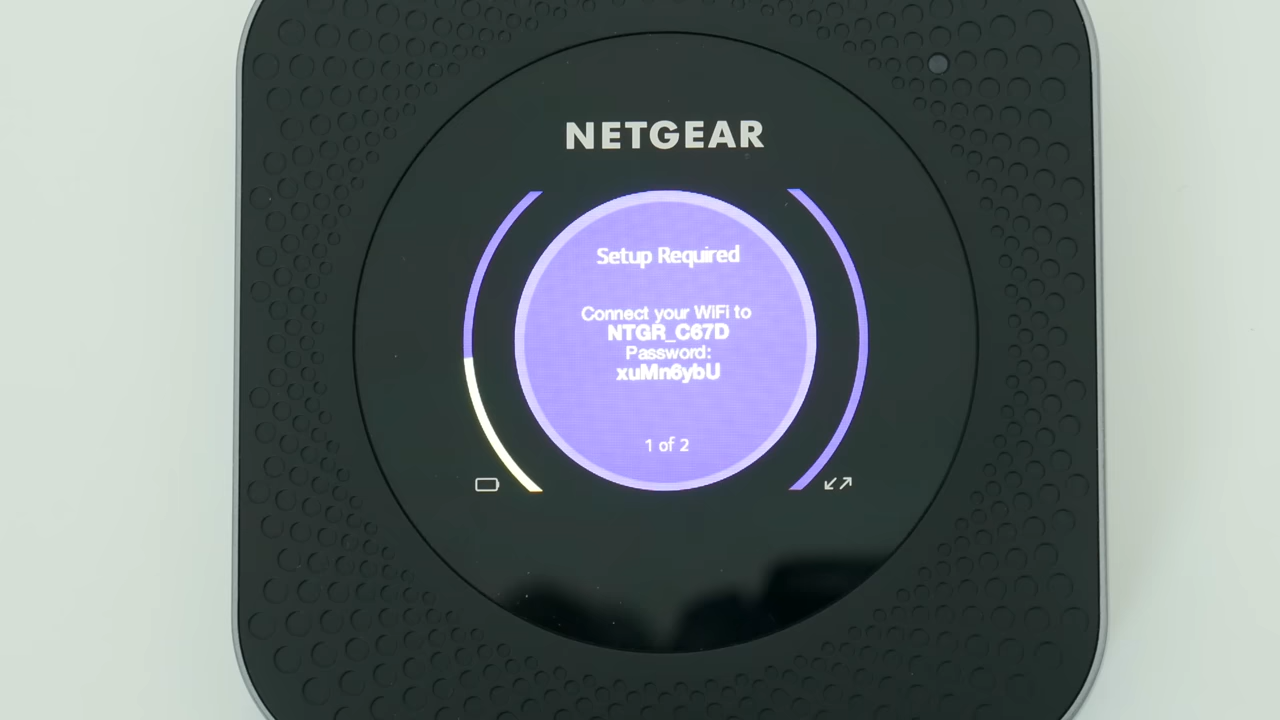 NETGEAR
Setup Required
Connect your WiFi to
NTGR_C67D
Password:
xuMn6ybU
1 of 2